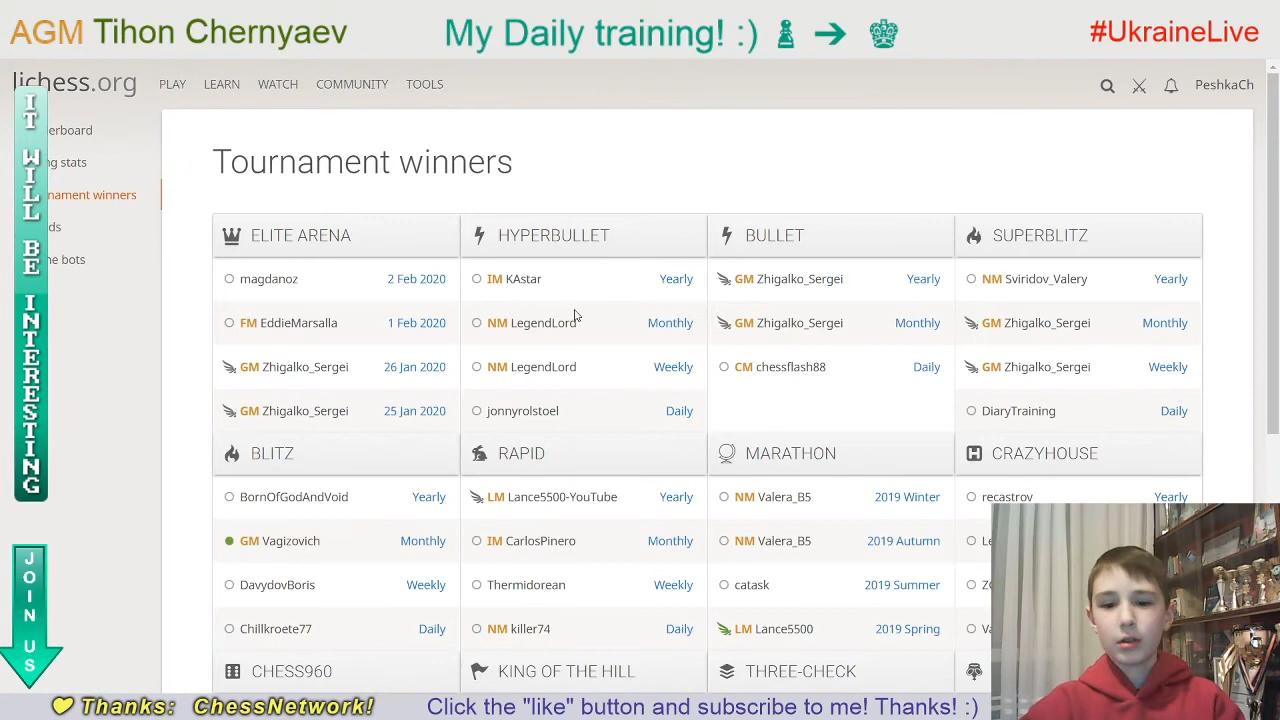 AGM Tihon Chernyaev
My Daily training! :)
#UkraineLive
lichess.org
PLAY
LEARN
WATCH
COMMUNITY
TOOLS
PeshkaCh
IT WILL BE INTERESTING
JOIN US
Tournament winners
ELITE ARENA
magdanoz 2 Feb 2020
FM EddieMarsalla 1 Feb 2020
GM Zhigalko_Sergei 26 Jan 2020
GM Zhigalko_Sergei 25 Jan 2020
HYPERBULLET
IM KAstar Yearly
NM LegendLord Monthly
NM LegendLord Weekly
jonnyrolstoel Daily
BULLET
GM Zhigalko_Sergei Yearly
GM Zhigalko_Sergei Monthly
CM chessflash88 Daily
SUPERBLITZ
NM Sviridov_Valery Yearly
GM Zhigalko_Sergei Monthly
GM Zhigalko_Sergei Weekly
DiaryTraining Daily
BLITZ
BornOfGodAndVoid Yearly
GM Vagizovich Monthly
DavydovBoris Weekly
Chillkroete77 Daily
RAPID
LM Lance5500-YouTube Yearly
IM CarlosPinero Monthly
Thermidorean Weekly
NM killer74 Daily
MARATHON
NM Valera_B5 2019 Winter
NM Valera_B5 2019 Autumn
catask 2019 Summer
LM Lance5500 2019 Spring
CRAZYHOUSE
recastrov Yearly
CHESS960
KING OF THE HILL
THREE-CHECK
Thanks: ChessNetwork!
Click the "like" button and subscribe to me! Thanks! :)